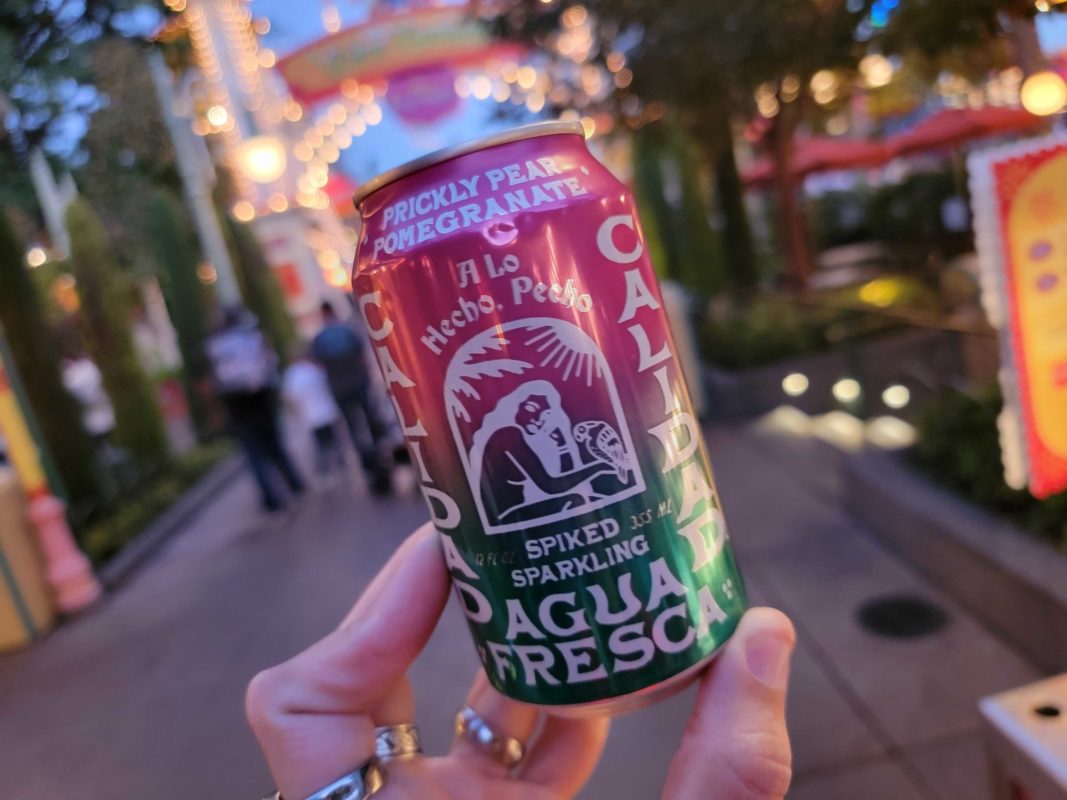 PRICKLY PEAR-
POMEGRANATE
A Lo
Hecho, Pecho
CALIDAD
CALIDAD
12 FL OZ
SPIKED
355 ML
SPARKLING
AGUA
FRESCA